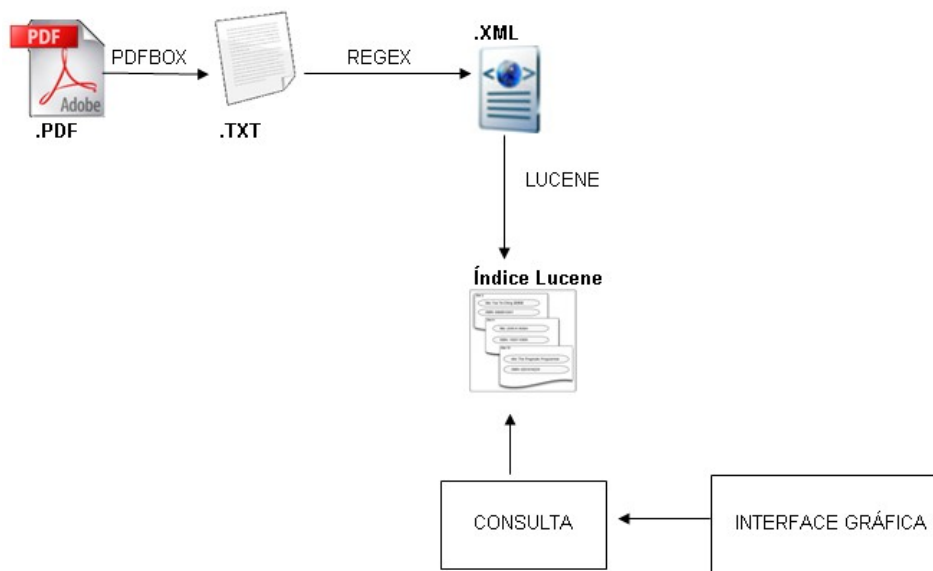 PDF
Adobe
.PDF
PDFBOX
.TXT
REGEX
.XML
LUCENE
Índice Lucene
CONSULTA
INTERFACE GRÁFICA